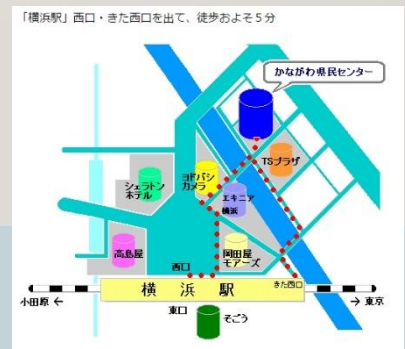 「横浜駅」西口・きた西口を出て、徒歩およそ５分
かながわ県民センター
TSプラザ
ヨドバシ
カメラ
シェラトン
ホテル
エキニア
横浜
高島屋
岡田屋
モアーズ
西口
きた西口
横浜駅
小田原 ←
→ 東京
東口
そごう